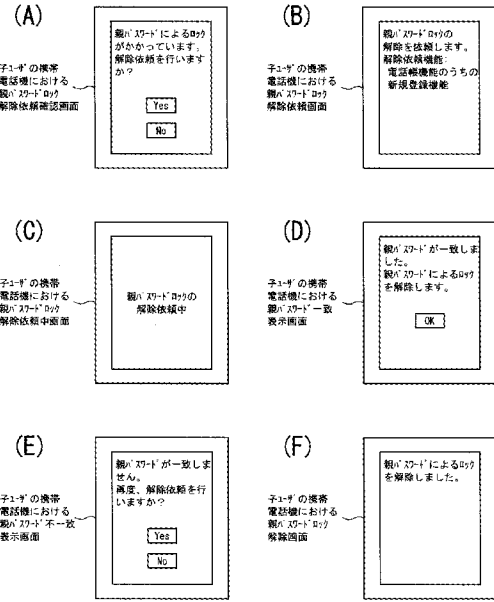 (A)
子ユーザの携帯
電話機における
親パスワードロック
解除依頼確認画面
親パスワードによるロック
がかかっています。
解除依頼を行います
か?
Yes
No
(B)
子ユーザの携帯
電話機における
親パスワードロック
解除依頼画面
親パスワードロックの
解除を依頼します。
解除依頼機能:
電話帳機能のうちの
新規登録機能
(C)
子ユーザの携帯
電話機における
親パスワードロック
解除依頼中画面
親パスワードロックの
解除依頼中
(D)
子ユーザの携帯
電話機における
親パスワード一致
表示画面
親パスワードが一致しま
した。
親パスワードによるロック
を解除します。
OK
(E)
子ユーザの携帯
電話機における
親パスワード不一致
表示画面
親パスワードが一致しま
せん。
再度、解除依頼を行
いますか?
Yes
No
(F)
子ユーザの携帯
電話機における
親パスワードロック
解除画面
親パスワードによるロック
を解除しました。